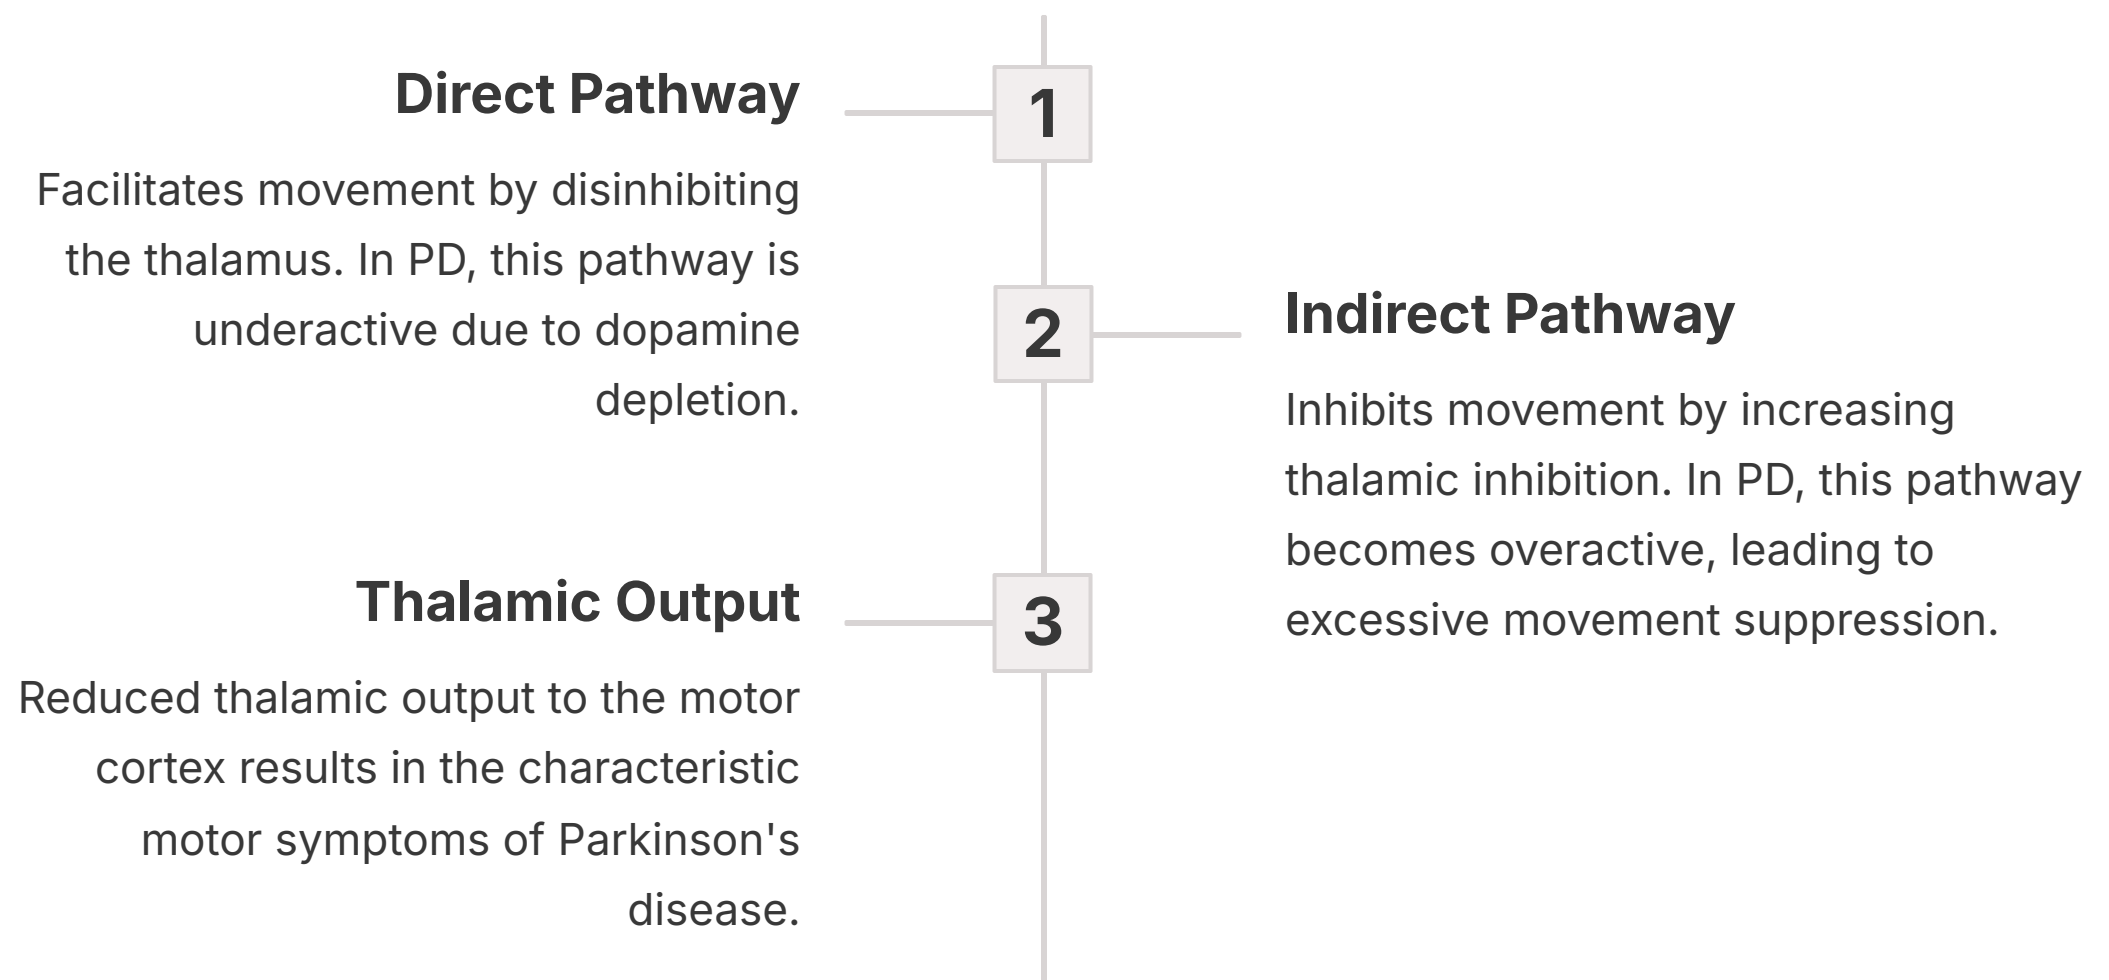 Direct Pathway
1
Facilitates movement by disinhibiting
the thalamus. In PD, this pathway is
underactive due to dopamine
depletion.
2
Indirect Pathway
Inhibits movement by increasing
thalamic inhibition. In PD, this pathway
becomes overactive, leading to
excessive movement suppression.
Thalamic Output
3
Reduced thalamic output to the motor
cortex results in the characteristic
motor symptoms of Parkinson's
disease.